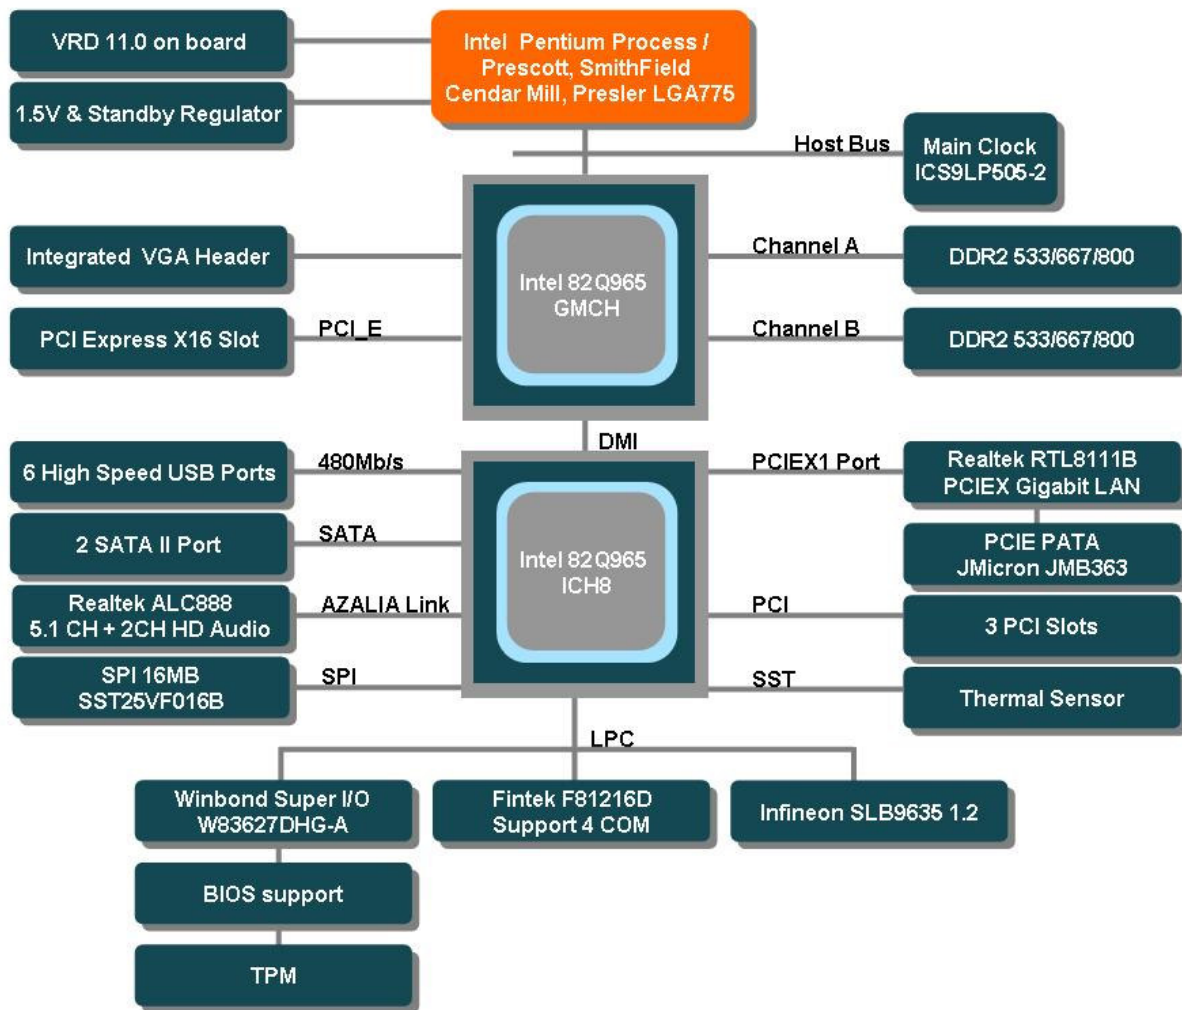 VRD 11.0 on board
1.5V & Standby Regulator
Intel Pentium Process /
Prescott, SmithField
Cendar Mill, Presler LGA775
Host Bus
Main Clock
ICS9LP505-2
Integrated VGA Header
PCI Express X16 Slot
PCI_E
Intel 82Q965
GMCH
Channel A
DDR2 533/667/800
Channel B
DDR2 533/667/800
DMI
6 High Speed USB Ports
480Mb/s
2 SATA II Port
SATA
Realtek ALC888
5.1 CH + 2CH HD Audio
AZALIA Link
SPI 16MB
SST25VF016B
SPI
Intel 82Q965
ICH8
PCIEX1 Port
Realtek RTL8111B
PCIEX Gigabit LAN
PCIE PATA
JMicron JMB363
PCI
3 PCI Slots
SST
Thermal Sensor
LPC
Winbond Super I/O
W83627DHG-A
Fintek F81216D
Support 4 COM
Infineon SLB9635 1.2
BIOS support
TPM